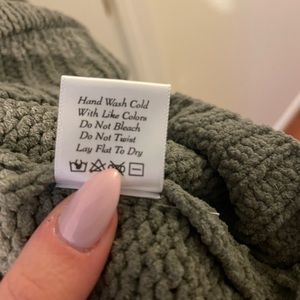 Hand Wash Cold
With Like Colors
Do Not Bleach
Do Not Twist
Lay Flat To Dry